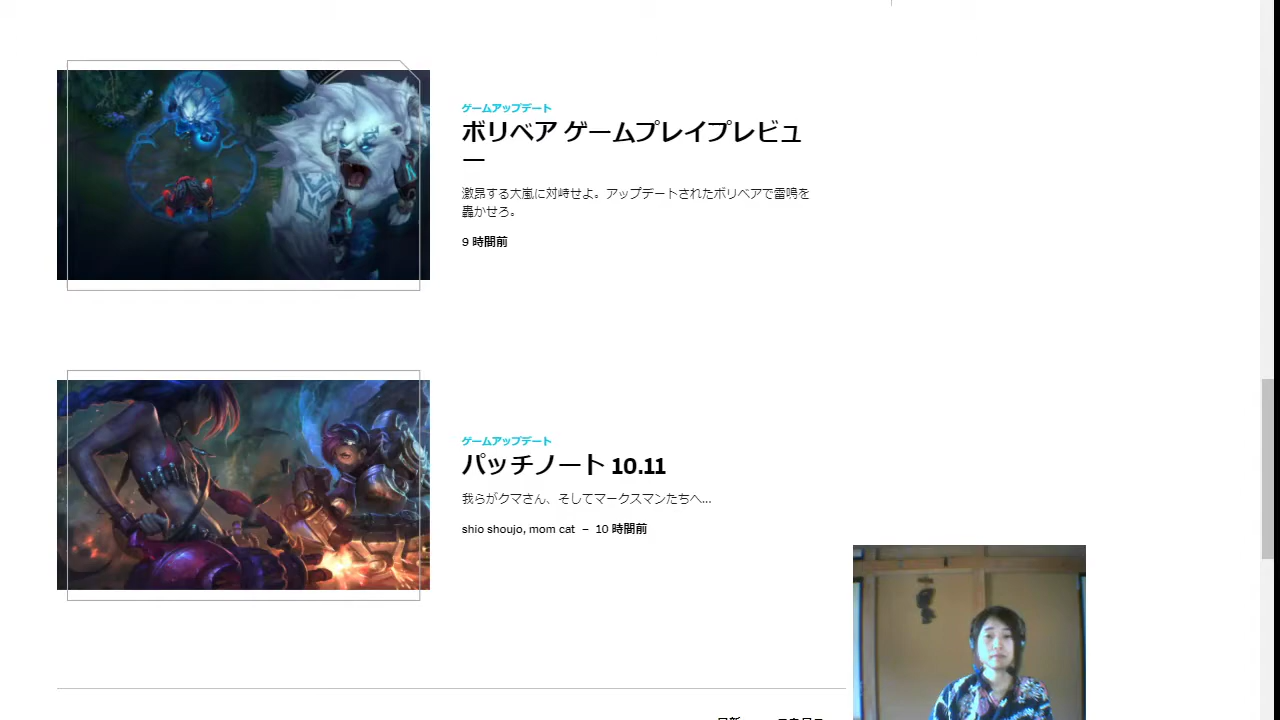 ゲームアップデート
ボリベア ゲームプレイプレビュ
ー
激昂する大嵐に対峙せよ。アップデートされたボリベアで雷鳴を
轟かせろ。
9 時間前
ゲームアップデート
パッチノート 10.11
我らがクマさん、そしてマークスマンたちへ…
shio shoujo, mom cat – 10 時間前